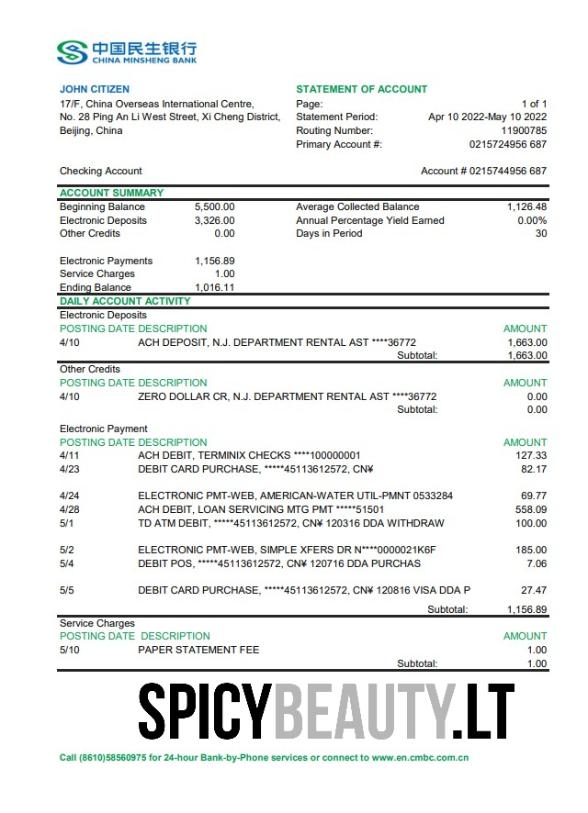 中国民生银行
CHINA MINSHENG BANK
JOHN CITIZEN
17/F, China Overseas International Centre,
No. 28 Ping An Li West Street, Xi Cheng District,
Beijing, China
STATEMENT OF ACCOUNT
Page: 1 of 1
Statement Period: Apr 10 2022-May 10 2022
Routing Number: 11900785
Primary Account #: 0215724956 687
Checking Account Account # 0215744956 687
ACCOUNT SUMMARY
Beginning Balance 5,500.00 Average Collected Balance 1,126.48
Electronic Deposits 3,326.00 Annual Percentage Yield Earned 0.00%
Other Credits 0.00 Days in Period 30
Electronic Payments 1,156.89
Service Charges 1.00
Ending Balance 1,016.11
DAILY ACCOUNT ACTIVITY
Electronic Deposits
POSTING DATE DESCRIPTION AMOUNT
4/10 ACH DEPOSIT, N.J. DEPARTMENT RENTAL AST ****36772 1,663.00
Subtotal: 1,663.00
Other Credits
POSTING DATE DESCRIPTION AMOUNT
4/10 ZERO DOLLAR CR, N.J. DEPARTMENT RENTAL AST ****36772 0.00
Subtotal: 0.00
Electronic Payment
POSTING DATE DESCRIPTION AMOUNT
4/11 ACH DEBIT, TERMINIX CHECKS ****100000001 127.33
4/23 DEBIT CARD PURCHASE, *****45113612572, CN¥ 82.17
4/24 ELECTRONIC PMT-WEB, AMERICAN-WATER UTIL-PMNT 0533284 69.77
4/28 ACH DEBIT, LOAN SERVICING MTG PMT *****51501 558.09
5/1 TD ATM DEBIT, *****45113612572, CN¥ 120316 DDA WITHDRAW 100.00
5/2 ELECTRONIC PMT-WEB, SIMPLE XFERS DR N****0000021K6F 185.00
5/4 DEBIT POS, *****45113612572, CN¥ 120716 DDA PURCHAS 7.06
5/5 DEBIT CARD PURCHASE, *****45113612572, CN¥ 120816 VISA DDA P 27.47
Subtotal: 1,156.89
Service Charges
POSTING DATE DESCRIPTION AMOUNT
5/10 PAPER STATEMENT FEE 1.00
Subtotal: 1.00
SPICYBEAUTY.LT
Call (8610)58560975 for 24-hour Bank-by-Phone services or connect to www.en.cmbc.com.cn